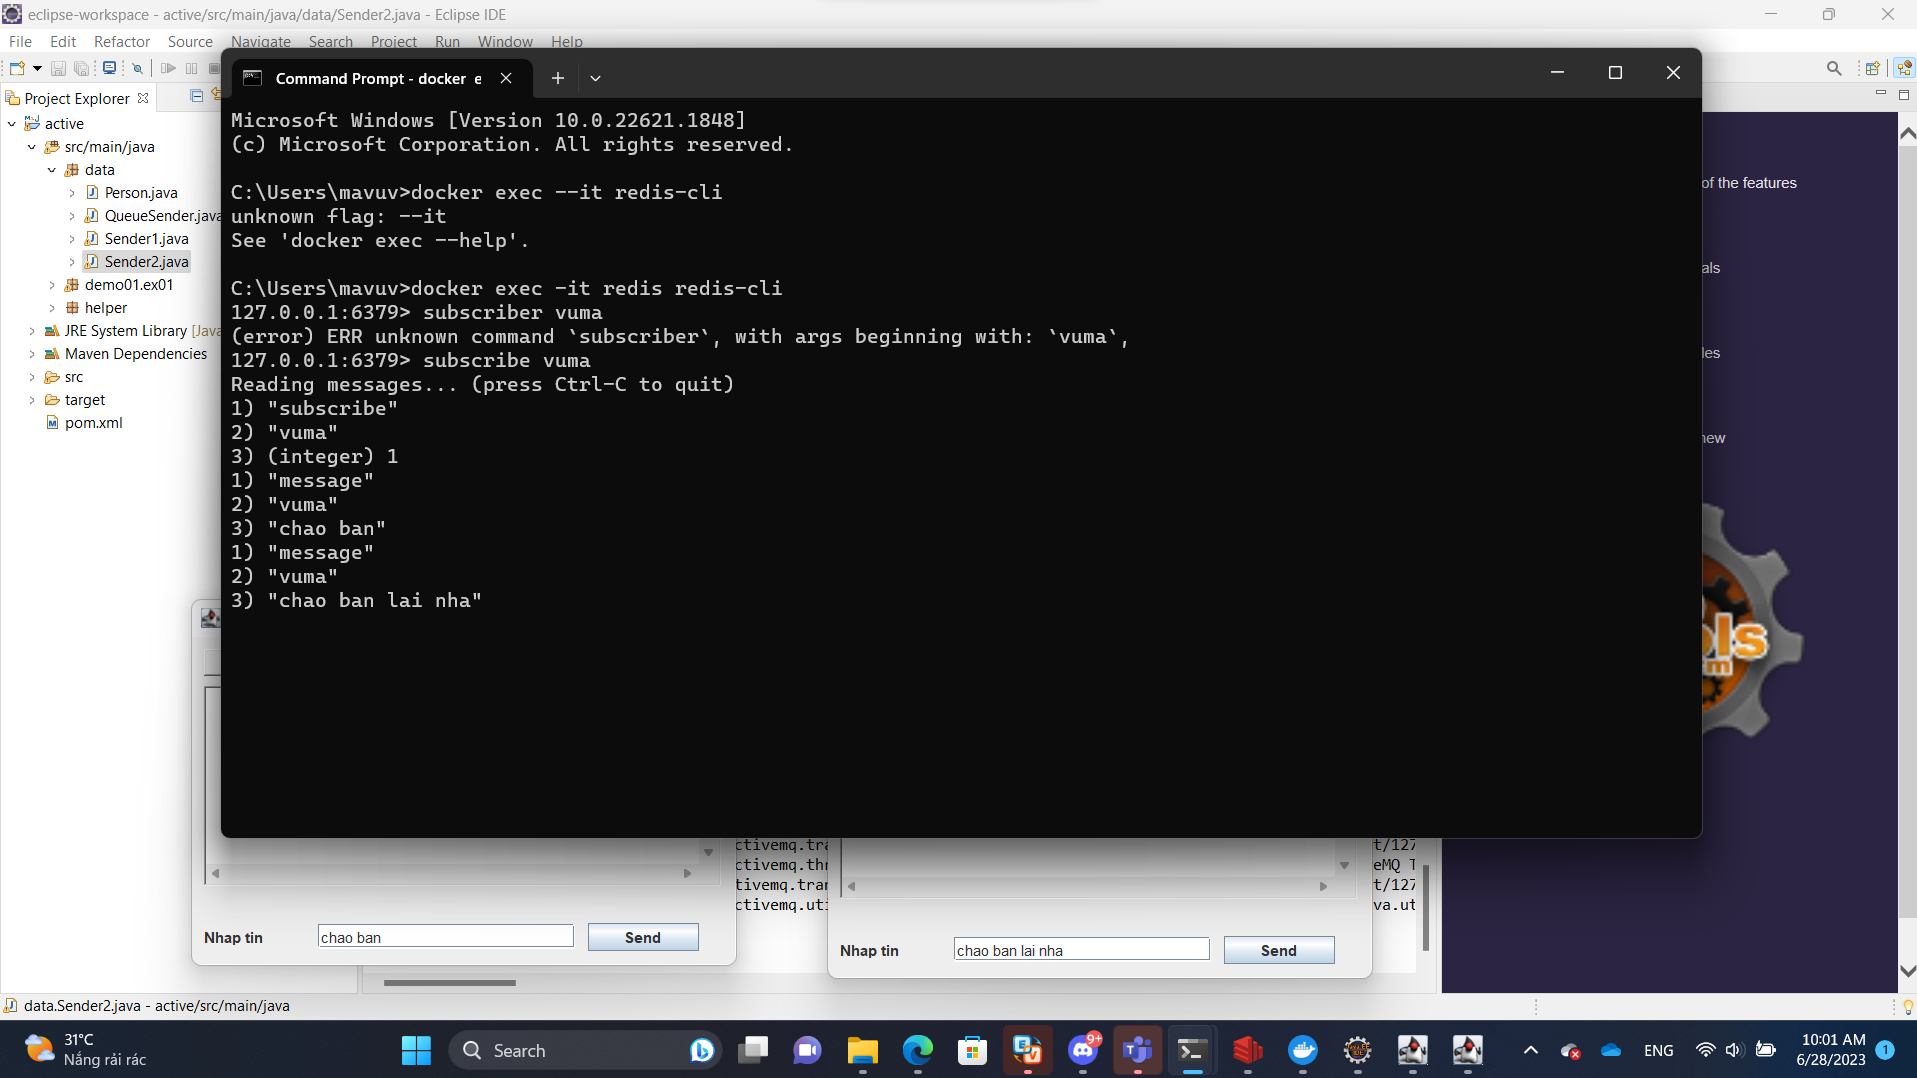 eclipse-workspace - active/src/main/java/data/Sender2.java - Eclipse IDE
File Edit Refactor Source Navigate Search Project Run Window Help
Command Prompt - docker e
Project Explorer
active
src/main/java
data
Person.java
QueueSender.java
Sender1.java
Sender2.java
demo01.ex01
helper
JRE System Library [Java
Maven Dependencies
src
target
pom.xml
Microsoft Windows [Version 10.0.22621.1848]
(c) Microsoft Corporation. All rights reserved.
C:\Users\mavuv>docker exec --it redis-cli
unknown flag: --it
See 'docker exec --help'.
C:\Users\mavuv>docker exec -it redis redis-cli
127.0.0.1:6379> subscriber vuma
(error) ERR unknown command `subscriber`, with args beginning with: `vuma`,
127.0.0.1:6379> subscribe vuma
Reading messages... (press Ctrl-C to quit)
1) "subscribe"
2) "vuma"
3) (integer) 1
1) "message"
2) "vuma"
3) "chao ban"
1) "message"
2) "vuma"
3) "chao ban lai nha"
of the features
als
les
new
ols
m
ctivemq.tra t/127
ctivemq.thr eMQ T
tivemq.tran t/127
ctivemq.uti va.ut
Nhap tin chao ban Send
Nhap tin chao ban lai nha Send
data.Sender2.java - active/src/main/java
31°C
Nắng rải rác
Search
9+
ENG
10:01 AM
6/28/2023
1